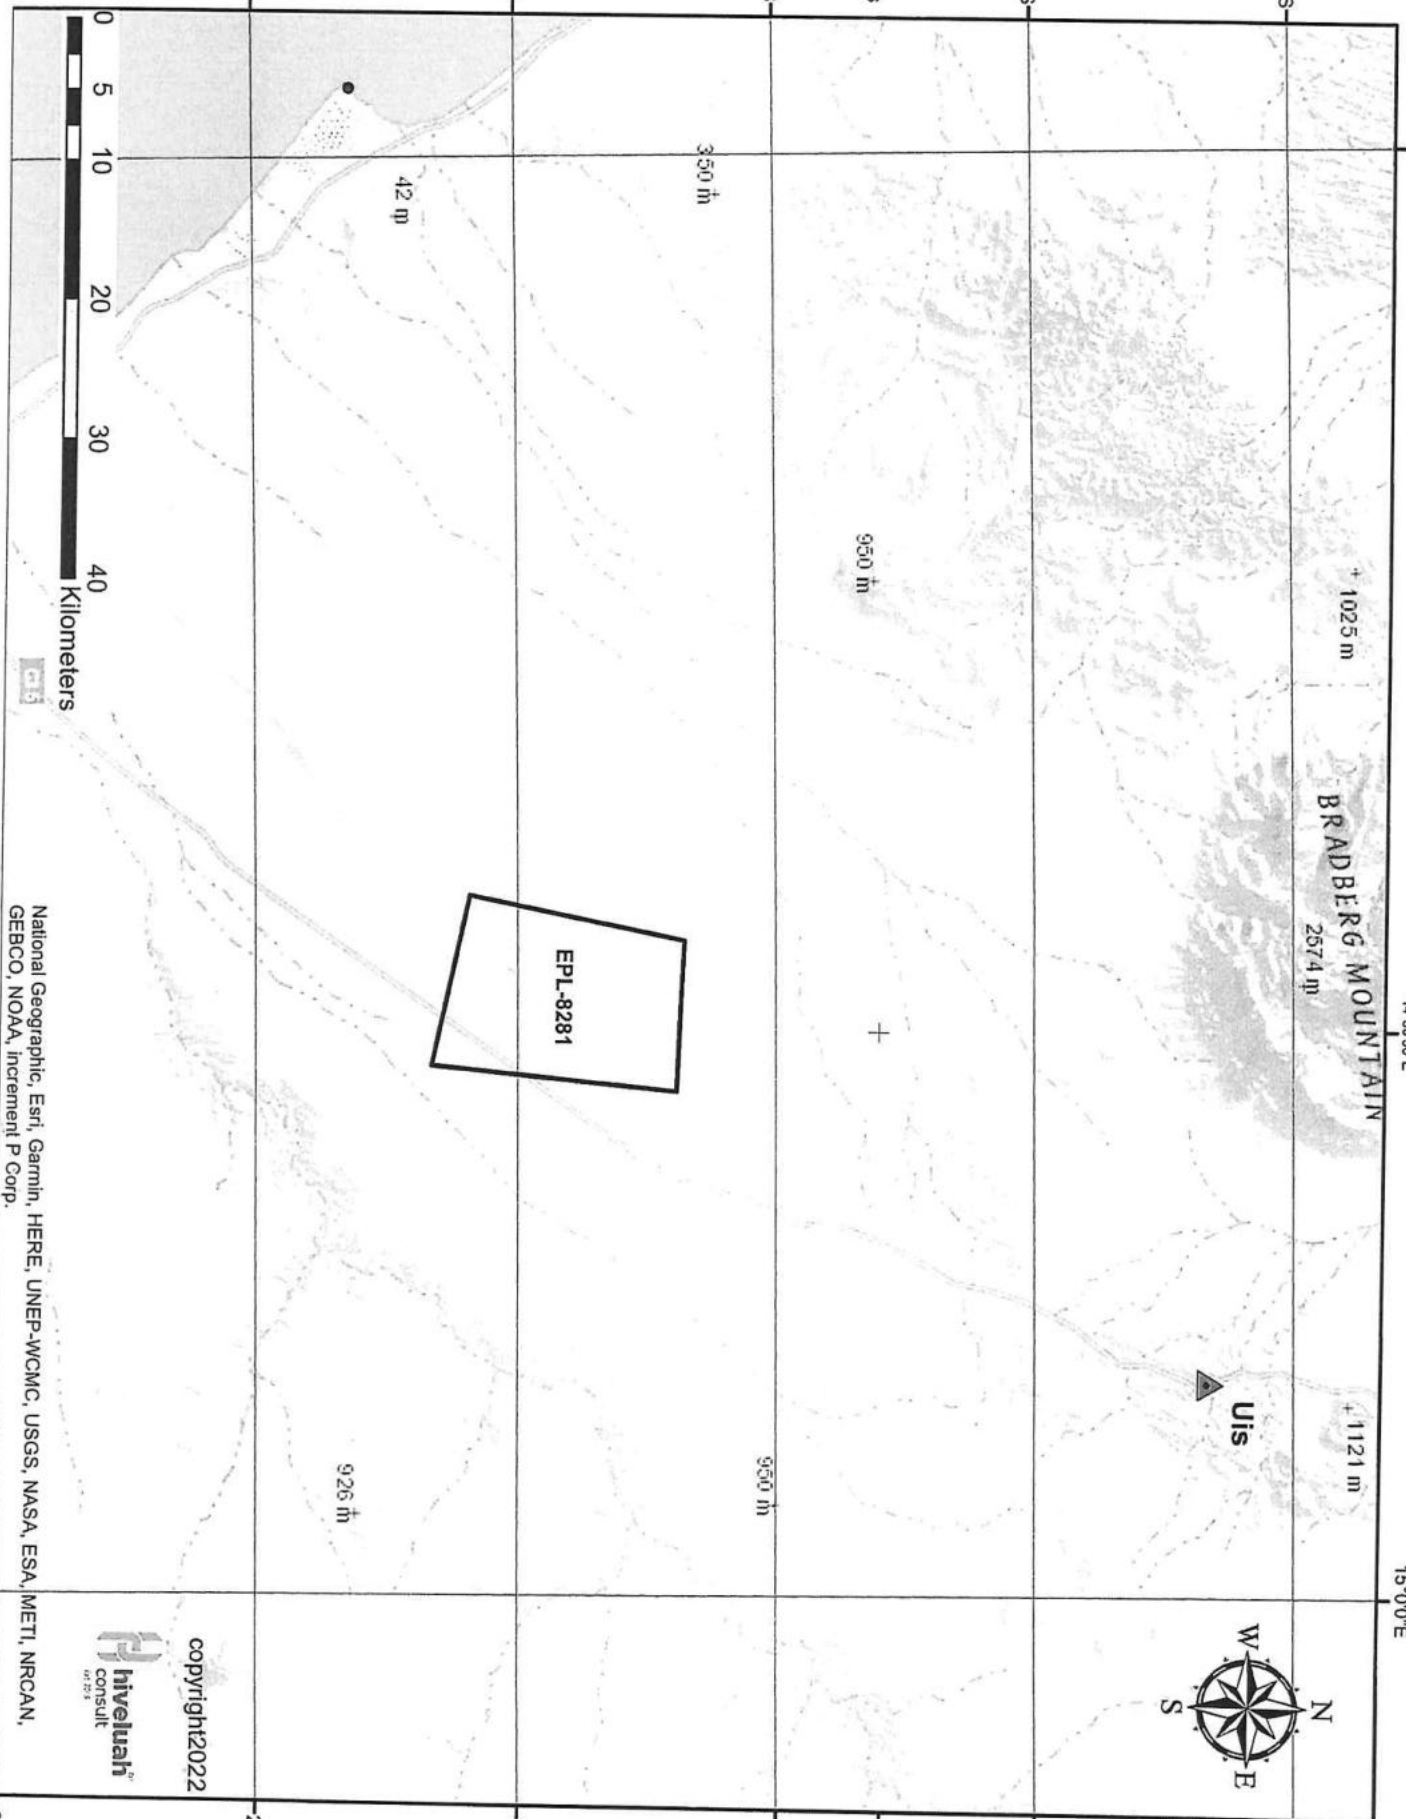 15°0'0"E
BRADBERG MOUNTAIN
2574 m
1025 m
1121 m
Uis
N
W
E
S
950 m
350 m
950 m
EPL-8281
42 m
926 m
0 5 10 20 30 40
Kilometers
copyright2022
hiveluah
consult
National Geographic, Esri, Garmin, HERE, UNEP-WCMC, USGS, NASA, ESA, METI, NRCAN,
GEBCO, NOAA, increment P Corp.